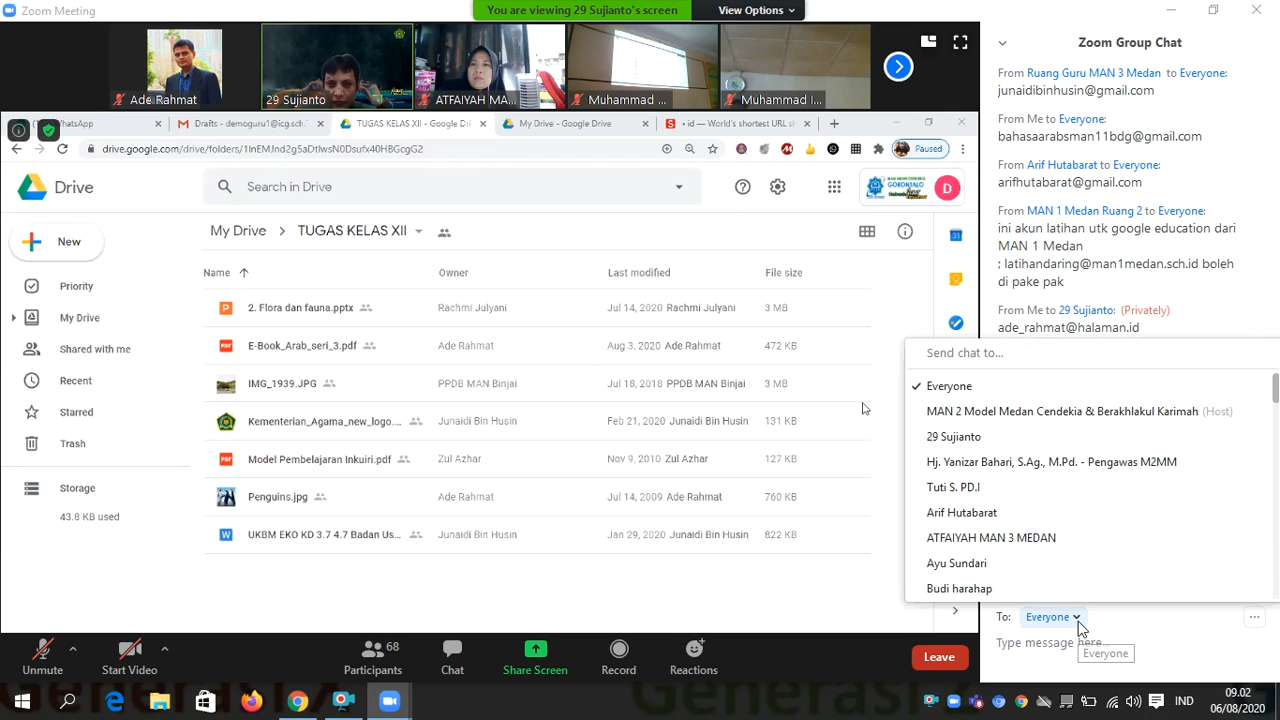 Zoom Meeting
You are viewing 29 Sujianto's screen
View Options
Ade Rahmat
29 Sujianto
ATFAIYAH MA...
Muhammad ...
Muhammad I...
WhatsApp
Drafts - demoguru1@icg.sch.
TUGAS KELAS XII - Google Dri
My Drive - Google Drive
• id — World's shortest URL sh
drive.google.com/drive/folders/1InEMJnd2g5aDtIwsN0Dsufx40HBGcgG2
Paused
Drive
Search in Drive
GORONTALO
D
New
My Drive > TUGAS KELAS XII
Name
Owner
Last modified
File size
Priority
My Drive
Shared with me
Recent
Starred
Trash
Storage
43.8 KB used
2. Flora dan fauna.pptx Rachmi Julyani Jul 14, 2020 Rachmi Julyani 3 MB
E-Book_Arab_seri_3.pdf Ade Rahmat Aug 3, 2020 Ade Rahmat 472 KB
IMG_1939.JPG PPDB MAN Binjai Jul 18, 2018 PPDB MAN Binjai 3 MB
Kementerian_Agama_new_logo.... Junaidi Bin Husin Feb 21, 2020 Junaidi Bin Husin 131 KB
Model Pembelajaran Inkuiri.pdf Zul Azhar Nov 9, 2010 Zul Azhar 127 KB
Penguins.jpg Ade Rahmat Jul 14, 2009 Ade Rahmat 760 KB
UKBM EKO KD 3.7 4.7 Badan Us... Junaidi Bin Husin Jan 29, 2020 Junaidi Bin Husin 822 KB
31
Zoom Group Chat
From Ruang Guru MAN 3 Medan to Everyone:
junaidibinhusin@gmail.com
From Me to Everyone:
bahasaarabsman11bdg@gmail.com
From Arif Hutabarat to Everyone:
arifhutabarat@gmail.com
From MAN 1 Medan Ruang 2 to Everyone:
ini akun latihan utk google education dari
MAN 1 Medan
; latihandaring@man1medan.sch.id boleh
di pake pak
From Me to 29 Sujianto: (Privately)
ade_rahmat@halaman.id
Send chat to...
Everyone
MAN 2 Model Medan Cendekia & Berakhlakul Karimah (Host)
29 Sujianto
Hj. Yanizar Bahari, S.Ag., M.Pd. - Pengawas M2MM
Tuti S. PD.I
Arif Hutabarat
ATFAIYAH MAN 3 MEDAN
Ayu Sundari
Budi harahap
To: Everyone
Type message here...
Everyone
Unmute
Start Video
68
Participants
Chat
Share Screen
Record
Reactions
Leave
IND
09.02
06/08/2020